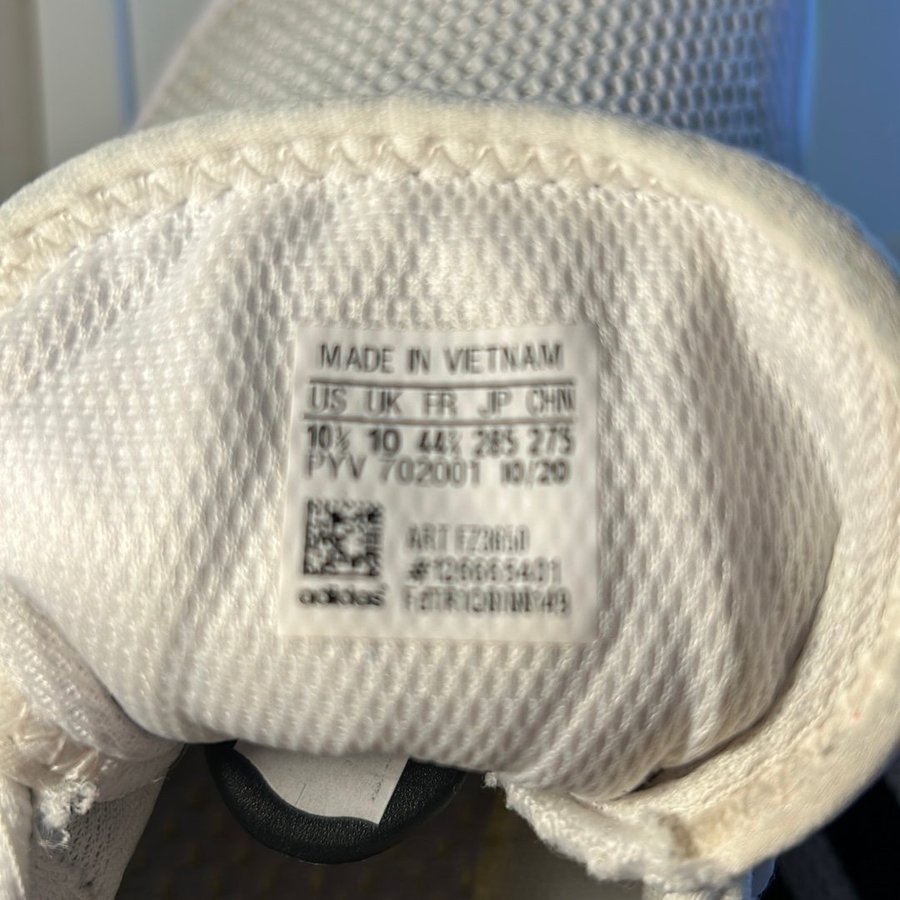 MADE IN VIETNAM
US UK FR JP CHN
10½ 10 44⅔ 285 275
PYV 702001 10/20
ART
#126665401
adidas